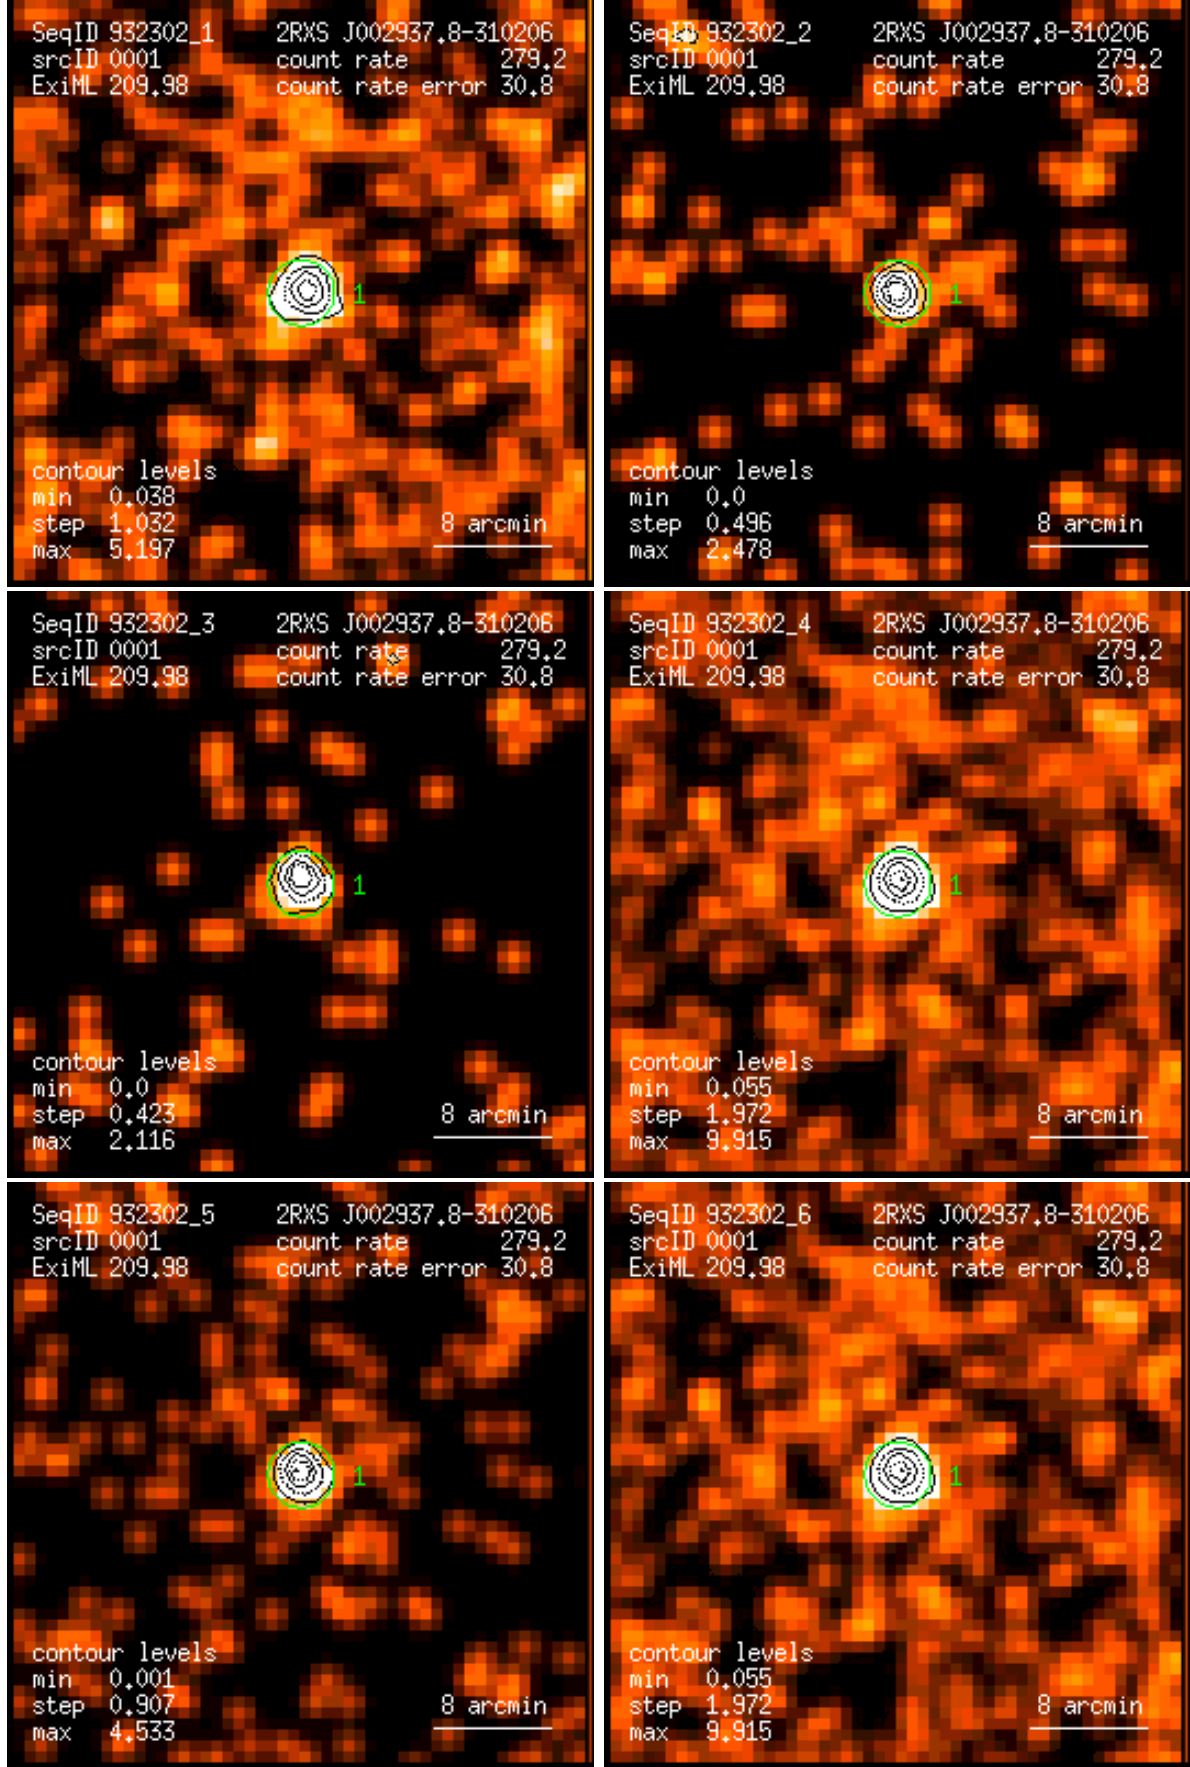 SeqID 932302_1 2RXS J002937.8-310206
srcID 0001 count rate 279.2
ExiML 209.98 count rate error 30.8
1
contour levels
min 0.038
step 1.032 8 arcmin
max 5.197
SeqID 932302_2 2RXS J002937.8-310206
srcID 0001 count rate 279.2
ExiML 209.98 count rate error 30.8
1
contour levels
min 0.0
step 0.496 8 arcmin
max 2.478
SeqID 932302_3 2RXS J002937.8-310206
srcID 0001 count rate 279.2
ExiML 209.98 count rate error 30.8
1
contour levels
min 0.0
step 0.423 8 arcmin
max 2.116
SeqID 932302_4 2RXS J002937.8-310206
srcID 0001 count rate 279.2
ExiML 209.98 count rate error 30.8
1
contour levels
min 0.055
step 1.972 8 arcmin
max 9.915
SeqID 932302_5 2RXS J002937.8-310206
srcID 0001 count rate 279.2
ExiML 209.98 count rate error 30.8
1
contour levels
min 0.001
step 0.907 8 arcmin
max 4.533
SeqID 932302_6 2RXS J002937.8-310206
srcID 0001 count rate 279.2
ExiML 209.98 count rate error 30.8
1
contour levels
min 0.055
step 1.972 8 arcmin
max 9.915